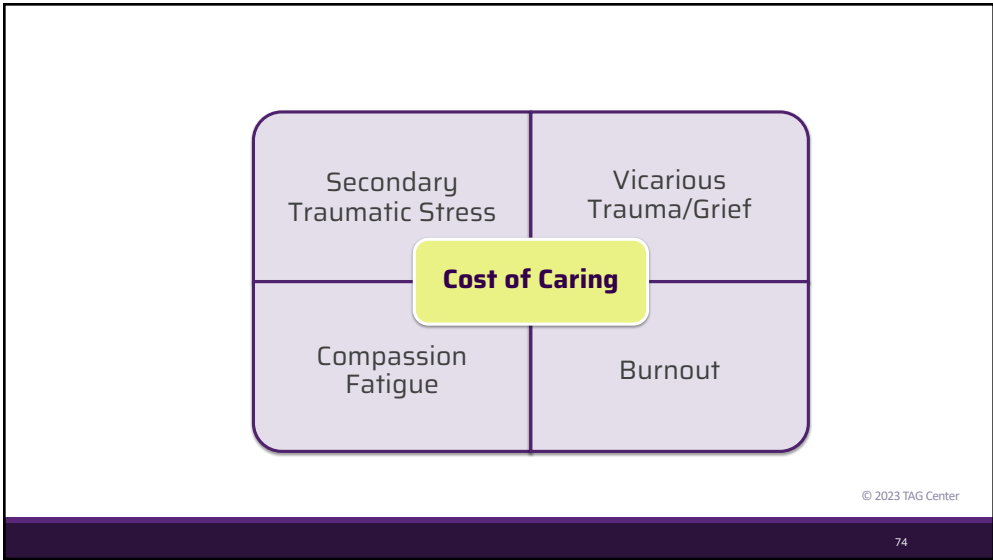 Secondary
Traumatic Stress
Vicarious
Trauma/Grief
Cost of Caring
Compassion
Fatigue
Burnout
© 2023 TAG Center
74